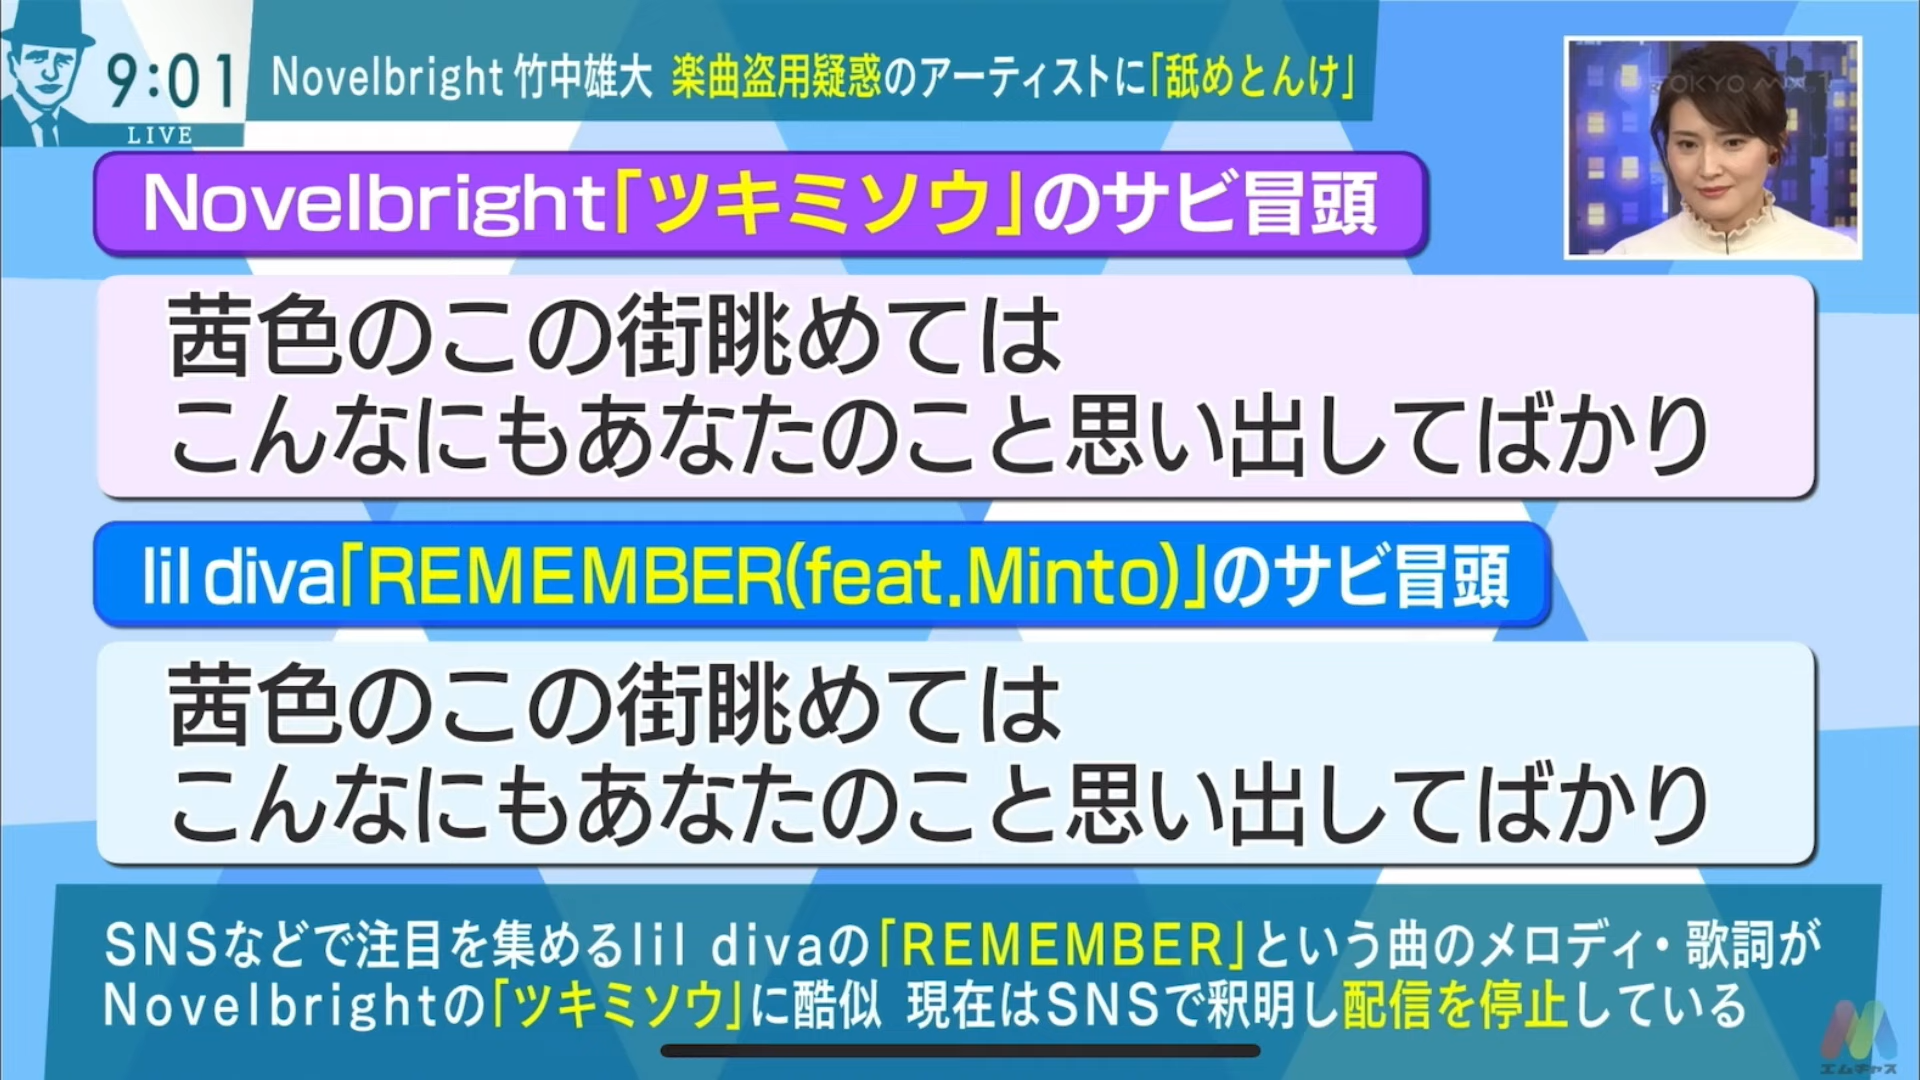 9:01
LIVE
Novelbright 竹中雄大 楽曲盗用疑惑のアーティストに「舐めとんけ」
TOKYO MX 1
Novelbright「ツキミソウ」のサビ冒頭
茜色のこの街眺めては
こんなにもあなたのこと思い出してばかり
lil diva「REMEMBER(feat.Minto)」のサビ冒頭
茜色のこの街眺めては
こんなにもあなたのこと思い出してばかり
SNSなどで注目を集めるlil divaの「REMEMBER」という曲のメロディ・歌詞が
Novelbrightの「ツキミソウ」に酷似 現在はSNSで釈明し配信を停止している
エムキャス